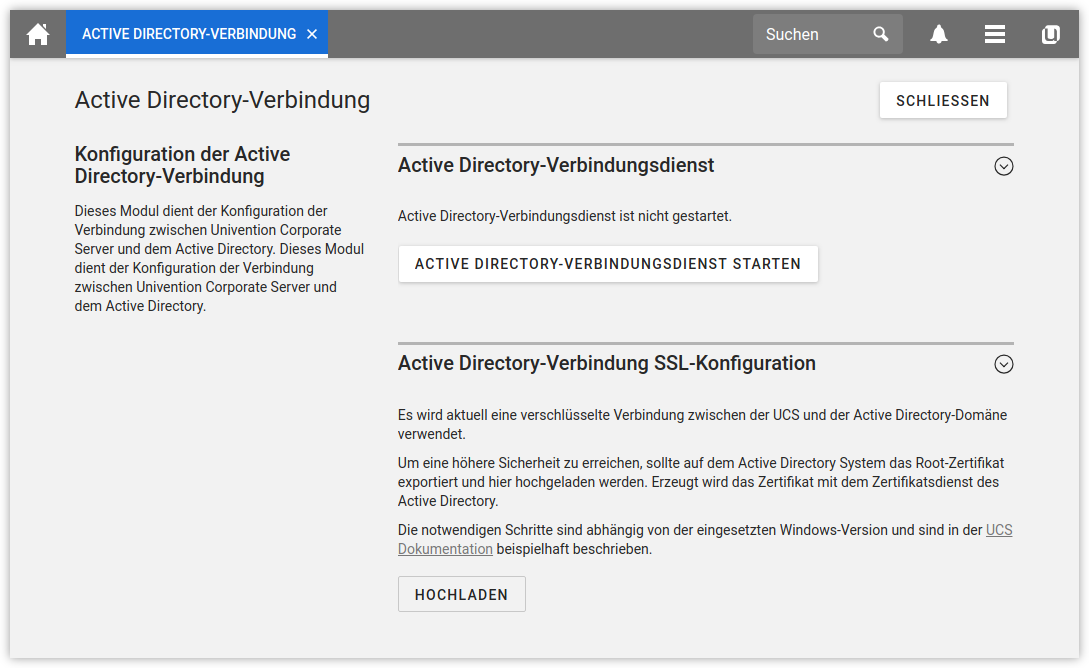 ACTIVE DIRECTORY-VERBINDUNG ×
Suchen
Active Directory-Verbindung
SCHLIESSEN
Konfiguration der Active
Directory-Verbindung
Dieses Modul dient der Konfiguration der
Verbindung zwischen Univention Corporate
Server und dem Active Directory. Dieses Modul
dient der Konfiguration der Verbindung
zwischen Univention Corporate Server und
dem Active Directory.
Active Directory-Verbindungsdienst
Active Directory-Verbindungsdienst ist nicht gestartet.
ACTIVE DIRECTORY-VERBINDUNGSDIENST STARTEN
Active Directory-Verbindung SSL-Konfiguration
Es wird aktuell eine verschlüsselte Verbindung zwischen der UCS und der Active Directory-Domäne
verwendet.
Um eine höhere Sicherheit zu erreichen, sollte auf dem Active Directory System das Root-Zertifikat
exportiert und hier hochgeladen werden. Erzeugt wird das Zertifikat mit dem Zertifikatsdienst des
Active Directory.
Die notwendigen Schritte sind abhängig von der eingesetzten Windows-Version und sind in der UCS
Dokumentation beispielhaft beschrieben.
HOCHLADEN